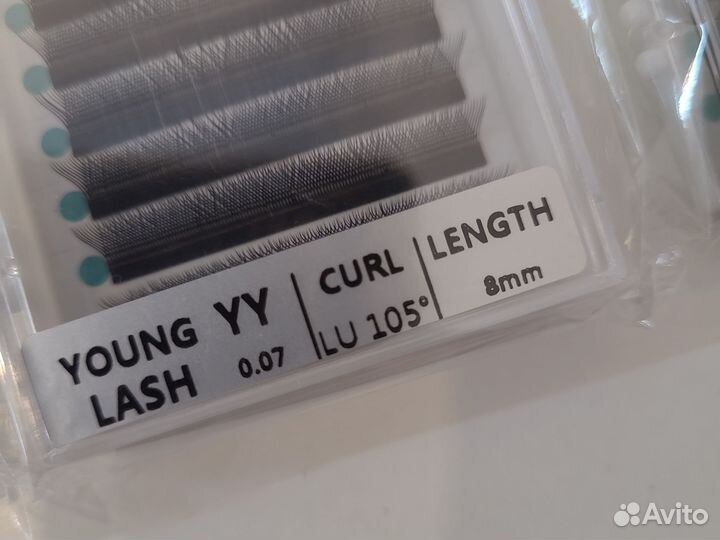 YOUNG LASH
YY
0.07
CURL
LU 105°
LENGTH
8mm
Avito